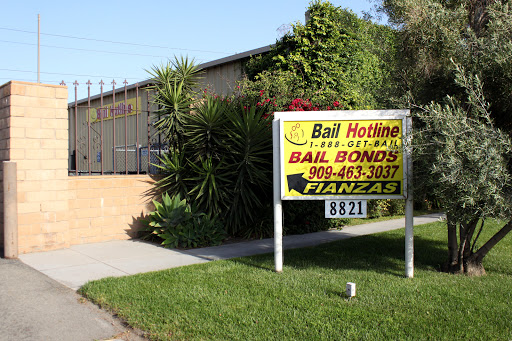 Bail Hotline
1-888-GET-BAIL
BAIL BONDS
909-463-3037
FIANZAS
8821